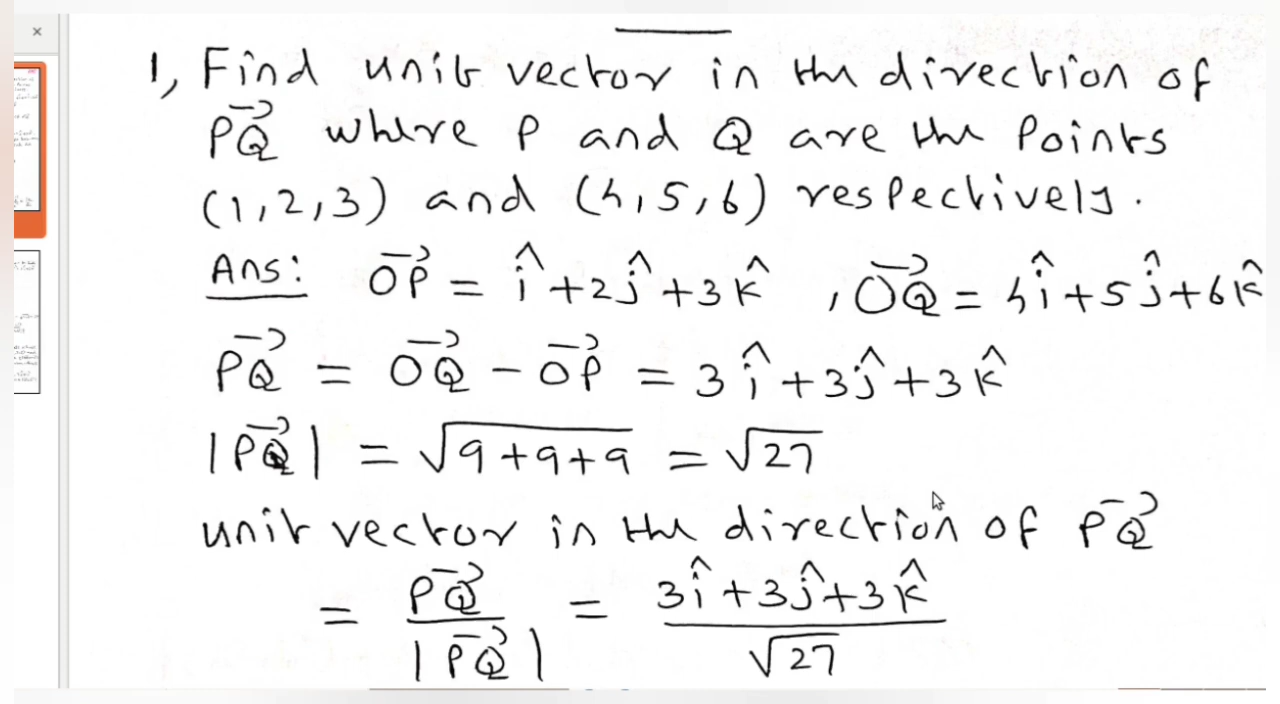 1, Find unit vector in the direction of
PQ⃗ where P and Q are the Points
(1,2,3) and (4,5,6) respectively.
Ans: OP⃗ = î + 2ĵ + 3k̂ , OQ⃗ = 4î + 5ĵ + 6k̂
PQ⃗ = OQ⃗ - OP⃗ = 3î + 3ĵ + 3k̂
|PQ⃗| = √9+9+9 = √27
unit vector in the direction of PQ⃗
= PQ⃗ / |PQ⃗| = 3î + 3ĵ + 3k̂ / √27